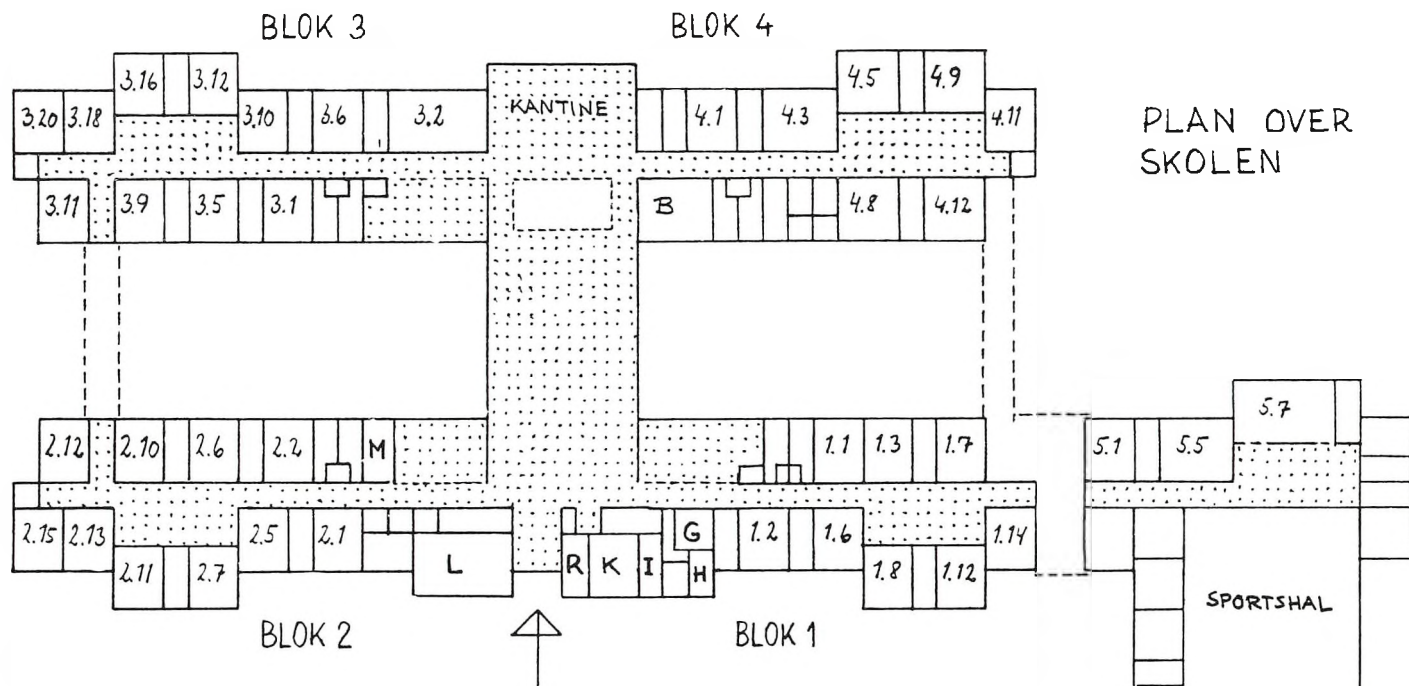 BLOK 3
BLOK 4
3.16 3.12
4.5 4.9
3.20 3.18 3.10 3.6 3.2
KANTINE
4.1 4.3 4.11
PLAN OVER
SKOLEN
3.11 3.9 3.5 3.1
B 4.8 4.12
5.7
2.12 2.10 2.6 2.2 M
1.1 1.3 1.7
5.1 5.5
2.15 2.13 2.5 2.1
G 1.2 1.6 1.14
2.11 2.7 L
R K I H 1.8 1.12
SPORTSHAL
BLOK 2
BLOK 1